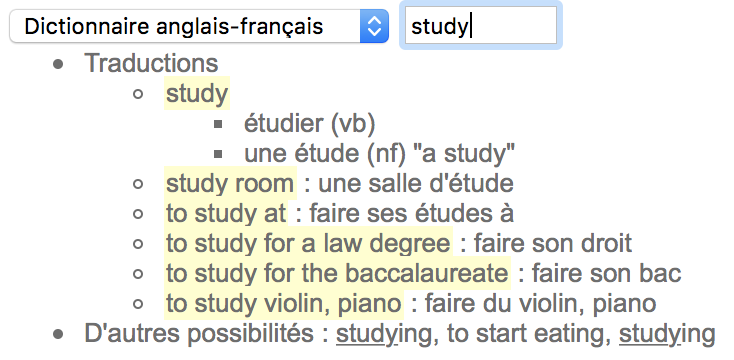 Dictionnaire anglais-français study
Traductions
study
étudier (vb)
une étude (nf) "a study"
study room : une salle d'étude
to study at : faire ses études à
to study for a law degree : faire son droit
to study for the baccalaureate : faire son bac
to study violin, piano : faire du violin, piano
D'autres possibilités : studying, to start eating, studying